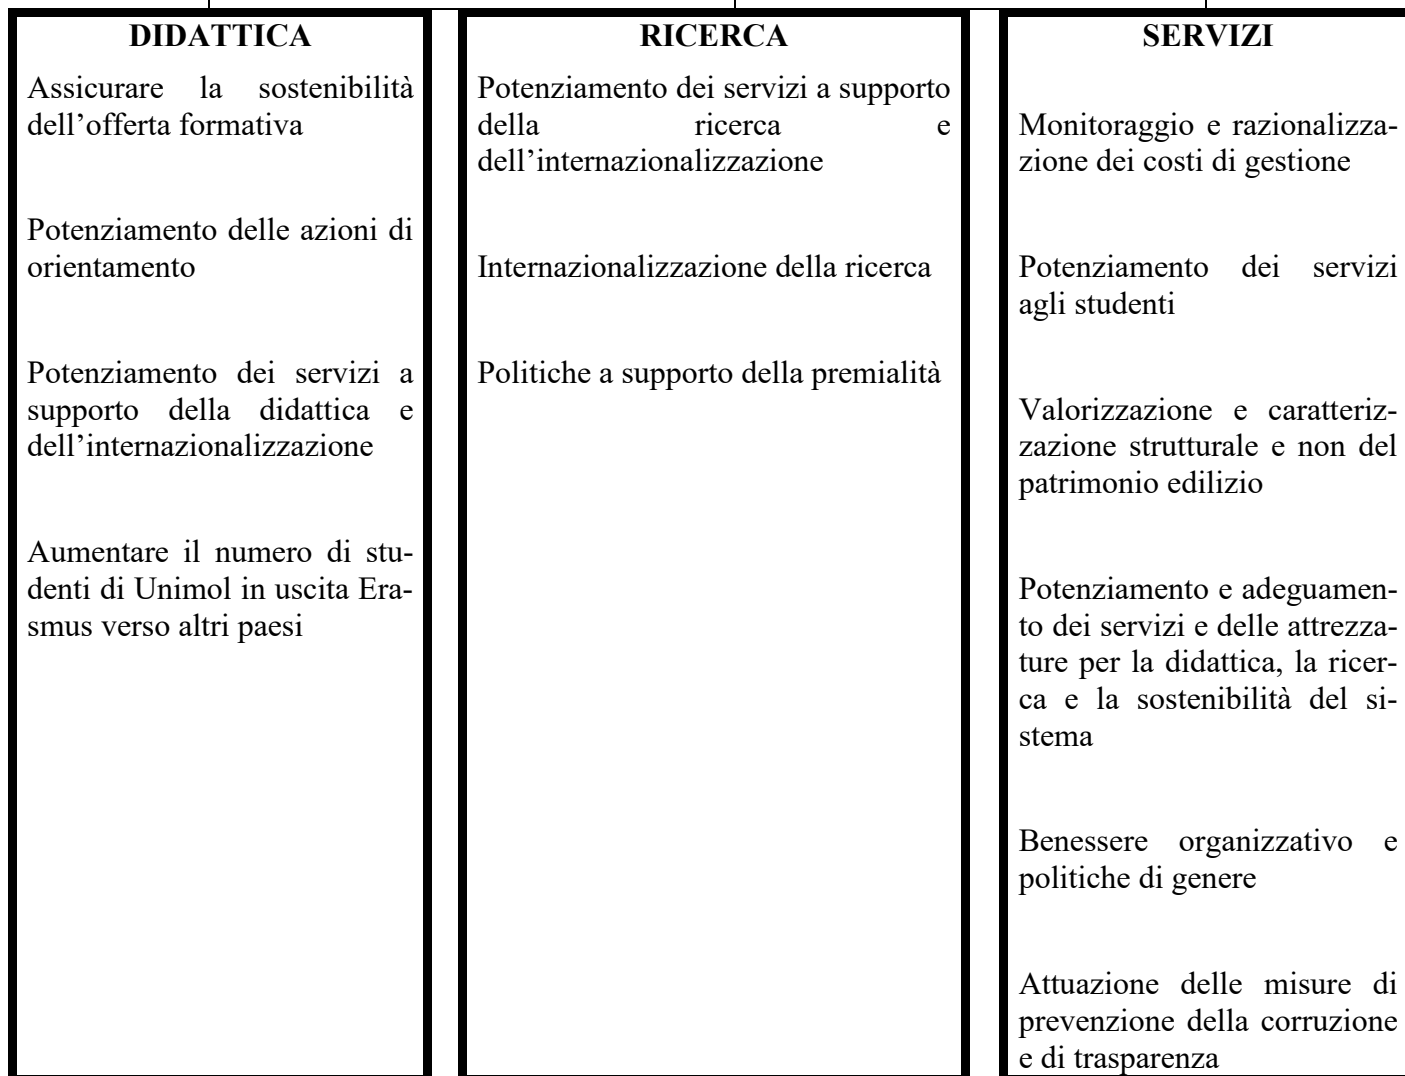 DIDATTICA
Assicurare la sostenibilità
dell’offerta formativa
Potenziamento delle azioni di
orientamento
Potenziamento dei servizi a
supporto della didattica e
dell’internazionalizzazione
Aumentare il numero di stu-
denti di Unimol in uscita Era-
smus verso altri paesi
RICERCA
Potenziamento dei servizi a supporto
della ricerca e
dell’internazionalizzazione
Internazionalizzazione della ricerca
Politiche a supporto della premialità
SERVIZI
Monitoraggio e razionalizza-
zione dei costi di gestione
Potenziamento dei servizi
agli studenti
Valorizzazione e caratteriz-
zazione strutturale e non del
patrimonio edilizio
Potenziamento e adeguamen-
to dei servizi e delle attrezza-
ture per la didattica, la ricer-
ca e la sostenibilità del si-
stema
Benessere organizzativo e
politiche di genere
Attuazione delle misure di
prevenzione della corruzione
e di trasparenza